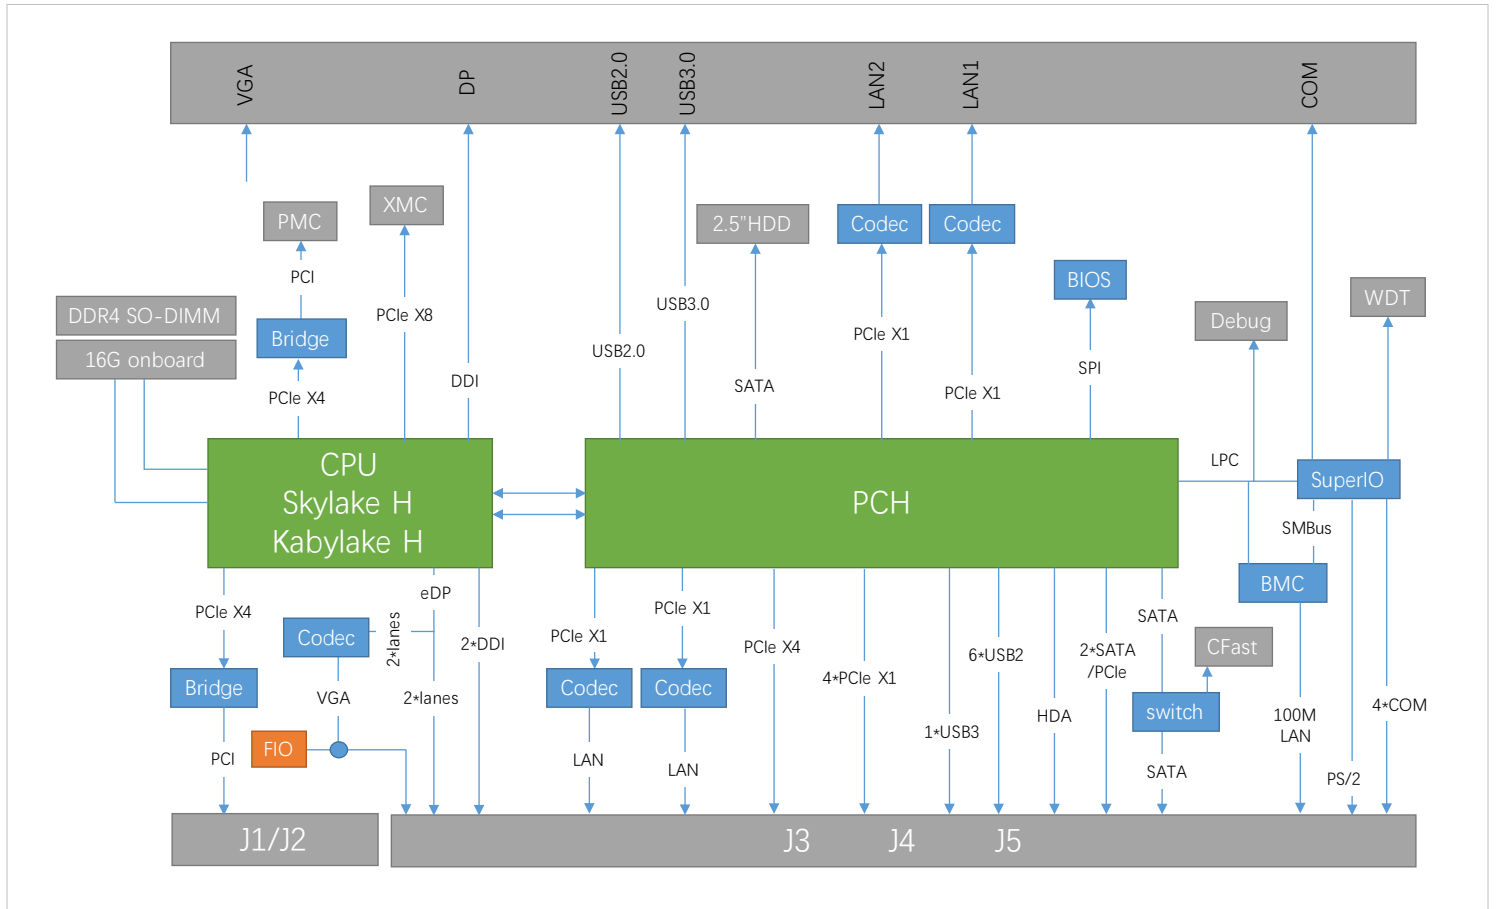 VGA
DP
USB2.0
USB3.0
LAN2
LAN1
COM
PMC
XMC
2.5"HDD
Codec
Codec
BIOS
WDT
PCI
USB3.0
DDR4 SO-DIMM
PCIe X8
Debug
Bridge
PCIe X1
16G onboard
USB2.0
SPI
DDI
SATA
PCIe X4
PCIe X1
CPU
Skylake H
Kabylake H
PCH
LPC
SuperIO
SMBus
BMC
eDP
PCIe X4
PCIe X1
SATA
Codec
2*lanes
2*DDI
PCIe X1
PCIe X4
6*USB2
2*SATA
/PCIe
CFast
Bridge
VGA
2*lanes
Codec
Codec
4*PCIe X1
switch
4*COM
HDA
100M
LAN
1*USB3
FIO
PCI
LAN
LAN
SATA
PS/2
J1/J2
J3
J4
J5